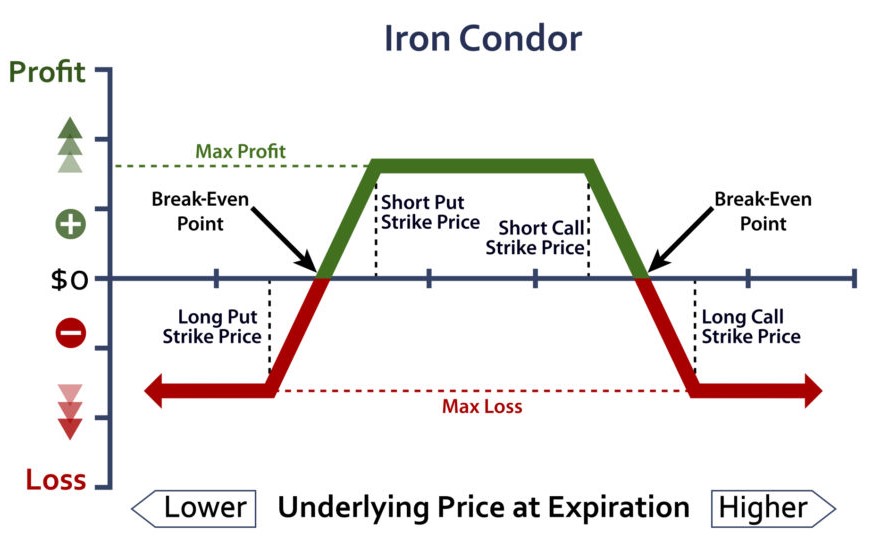 Iron Condor
Profit
Max Profit
Break-Even
Point
Short Put
Strike Price
Short Call
Strike Price
Break-Even
Point
$0
Long Put
Strike Price
Long Call
Strike Price
Max Loss
Loss
Lower
Underlying Price at Expiration
Higher